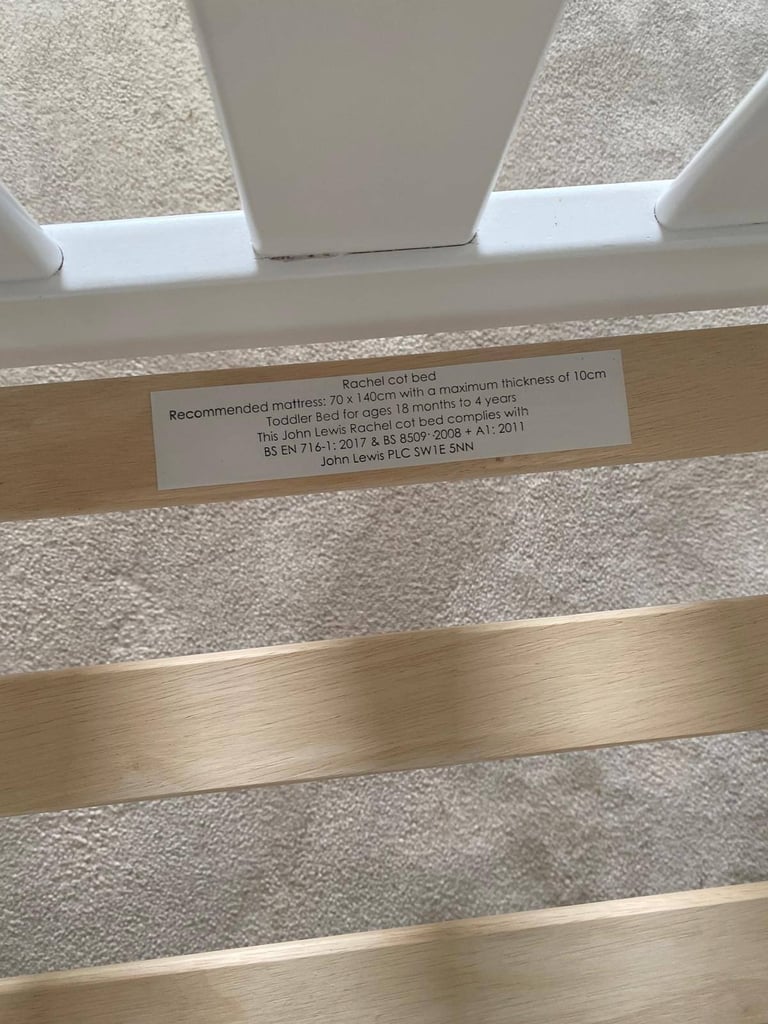 Rachel cot bed
Recommended mattress: 70 x 140cm with a maximum thickness of 10cm
Toddler Bed for ages 18 months to 4 years
This John Lewis Rachel cot bed complies with
BS EN 716-1: 2017 & BS 8509: 2008 + A1: 2011
John Lewis PLC SW1E 5NN